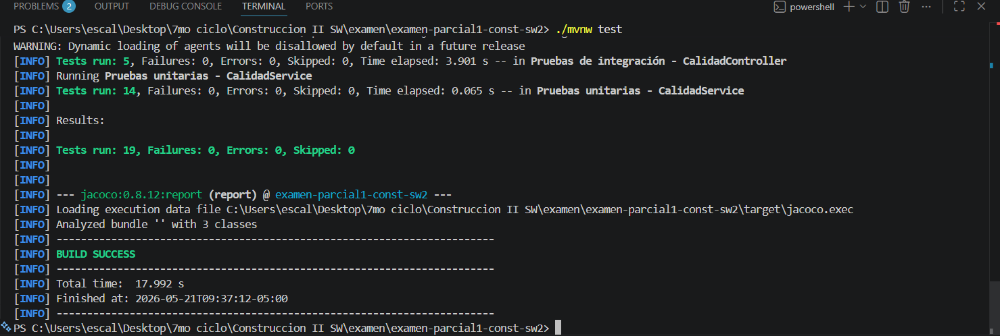 PROBLEMS 2 OUTPUT DEBUG CONSOLE TERMINAL PORTS powershell
PS C:\Users\escal\Desktop\7mo ciclo\Construccion II SW\examen\examen-parcial1-const-sw2> ./mvnw test
WARNING: Dynamic loading of agents will be disallowed by default in a future release
[INFO] Tests run: 5, Failures: 0, Errors: 0, Skipped: 0, Time elapsed: 3.901 s -- in Pruebas de integración - CalidadController
[INFO] Running Pruebas unitarias - CalidadService
[INFO] Tests run: 14, Failures: 0, Errors: 0, Skipped: 0, Time elapsed: 0.065 s -- in Pruebas unitarias - CalidadService
[INFO]
[INFO] Results:
[INFO]
[INFO] Tests run: 19, Failures: 0, Errors: 0, Skipped: 0
[INFO]
[INFO]
[INFO] --- jacoco:0.8.12:report (report) @ examen-parcial1-const-sw2 ---
[INFO] Loading execution data file C:\Users\escal\Desktop\7mo ciclo\Construccion II SW\examen\examen-parcial1-const-sw2\target\jacoco.exec
[INFO] Analyzed bundle '' with 3 classes
[INFO] ------------------------------------------------------------------------
[INFO] BUILD SUCCESS
[INFO] ------------------------------------------------------------------------
[INFO] Total time:  17.992 s
[INFO] Finished at: 2026-05-21T09:37:12-05:00
[INFO] ------------------------------------------------------------------------
PS C:\Users\escal\Desktop\7mo ciclo\Construccion II SW\examen\examen-parcial1-const-sw2>